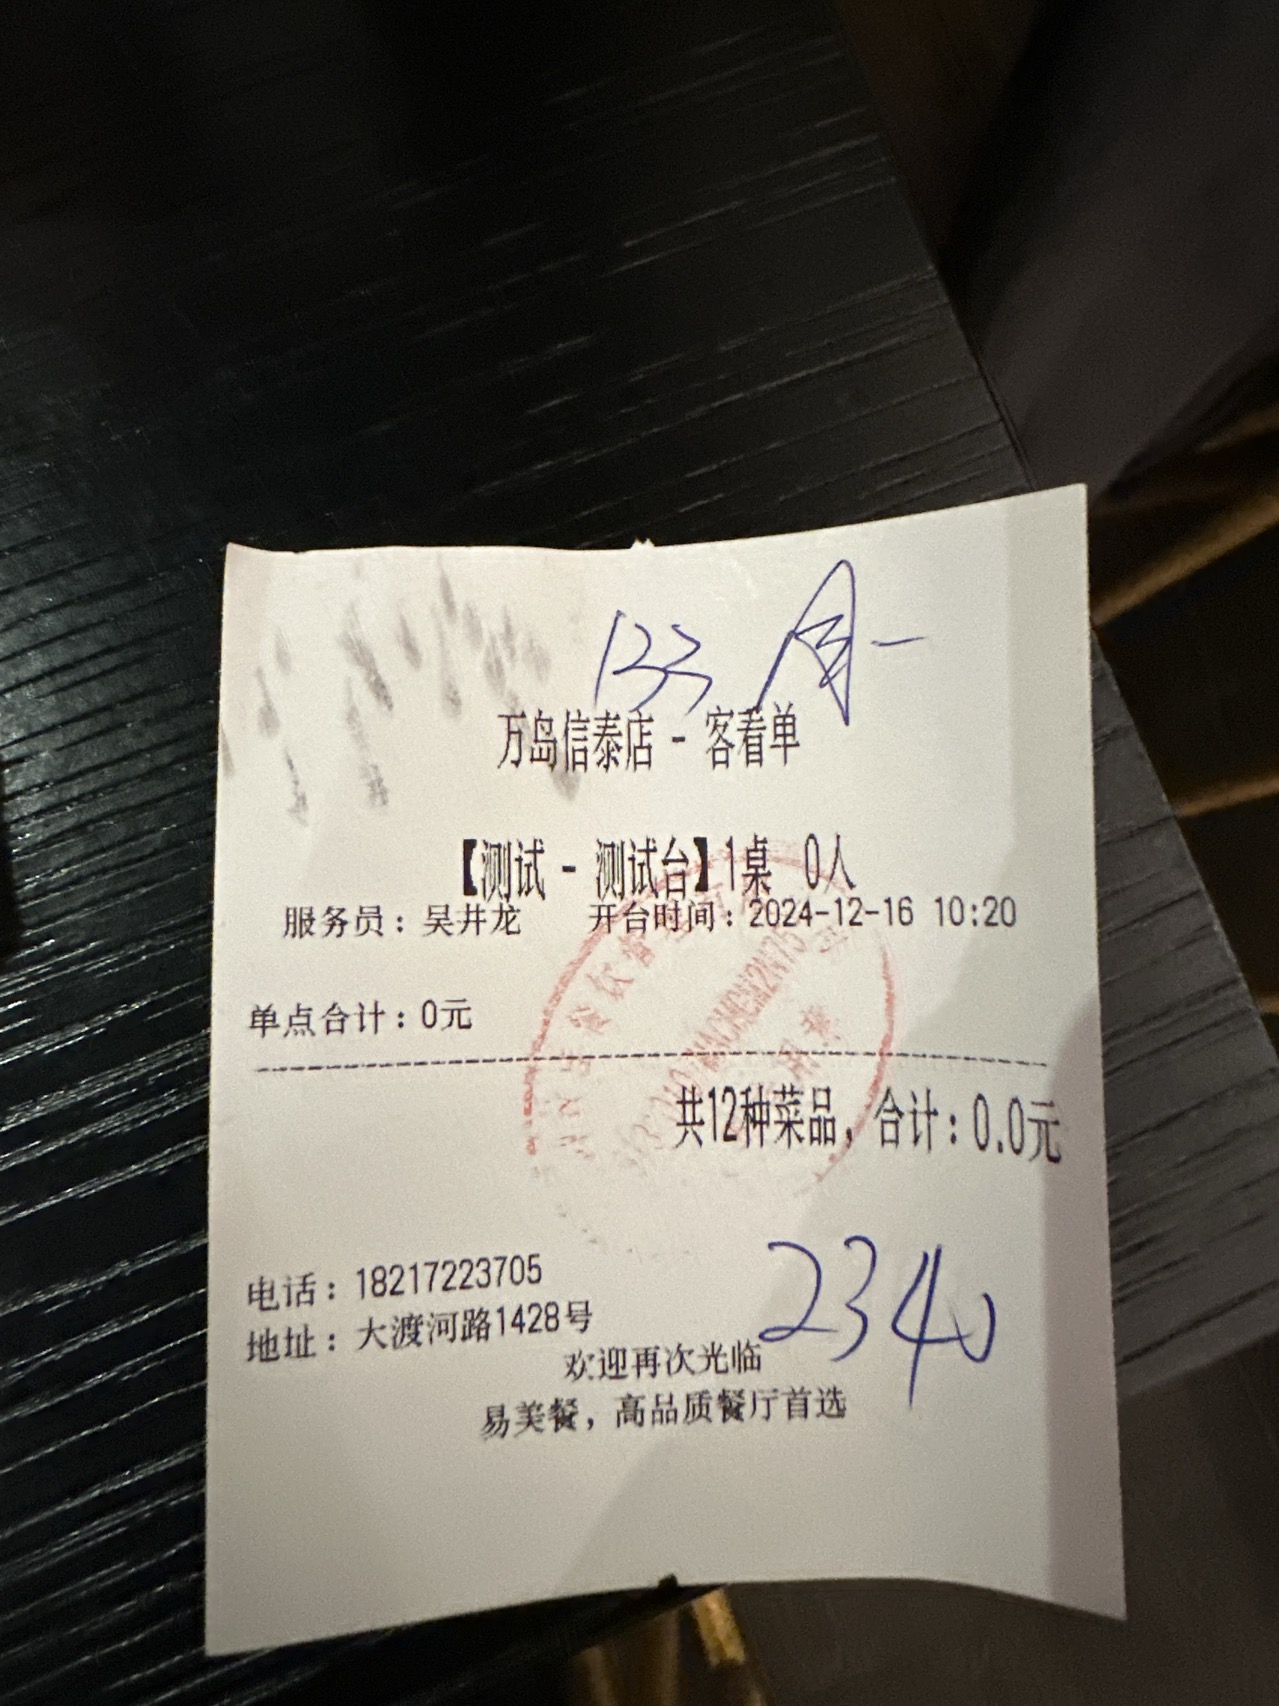 133
万岛信泰店 - 客看单
【测试 - 测试台】1桌 0人
服务员：吴井龙 开台时间：2024-12-16 10:20
单点合计：0元
共12种菜品，合计：0.0元
2340
电话：18217223705
地址：大渡河路1428号
欢迎再次光临
易美餐，高品质餐厅首选